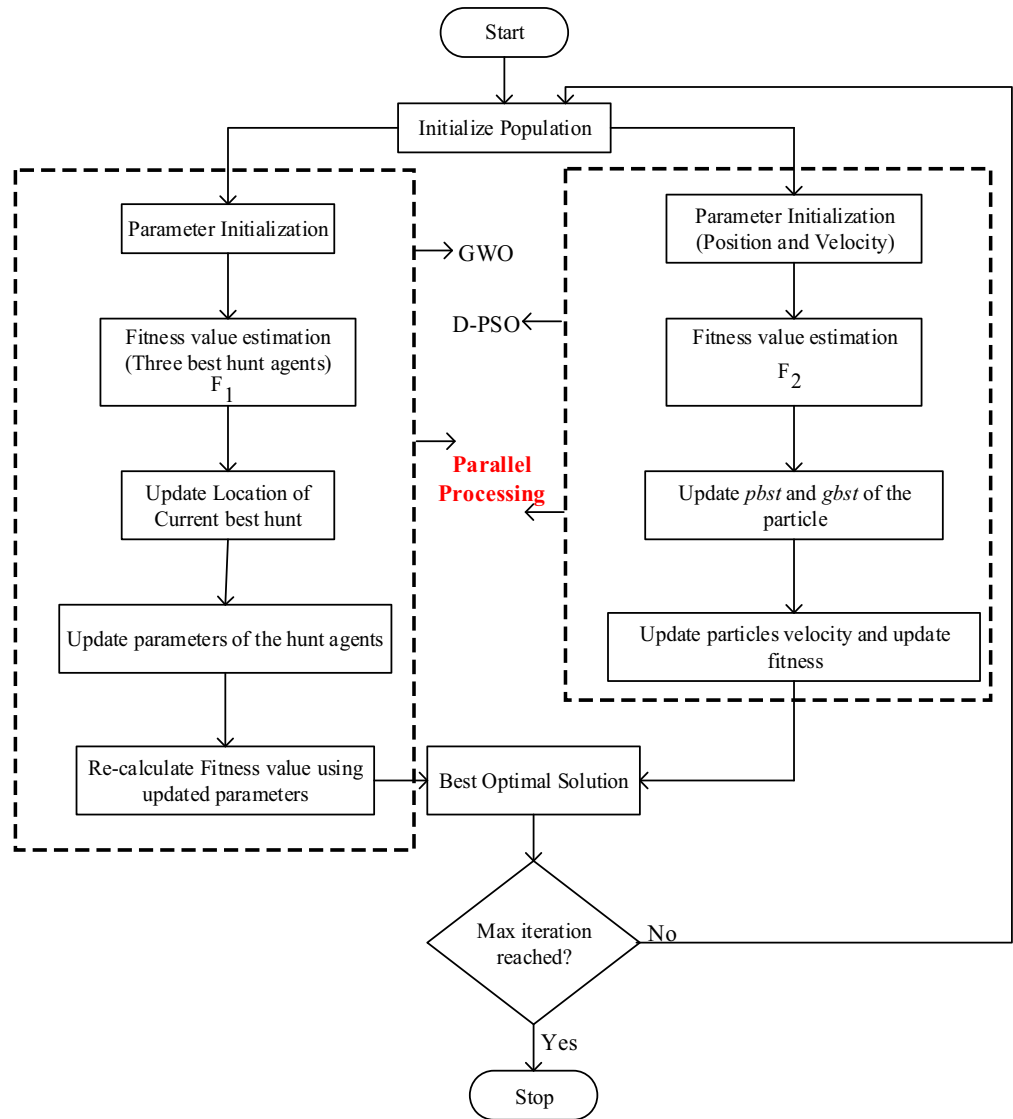 Start
Initialize Population
Parameter Initialization
Fitness value estimation
(Three best hunt agents)
F1
Update Location of
Current best hunt
Update parameters of the hunt agents
Re-calculate Fitness value using
updated parameters
GWO
D-PSO
Parallel
Processing
Parameter Initialization
(Position and Velocity)
Fitness value estimation
F2
Update pbst and gbst of the
particle
Update particles velocity and update
fitness
Best Optimal Solution
Max iteration
reached?
No
Yes
Stop